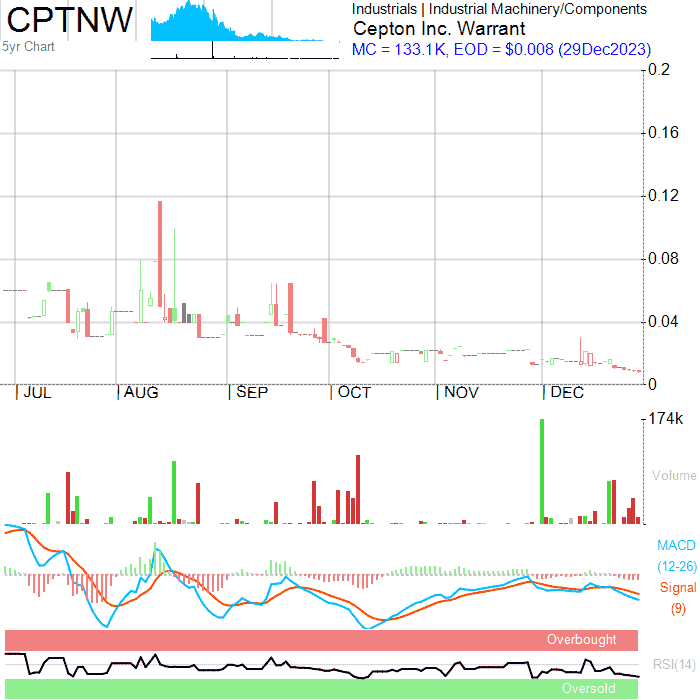 CPTNW
5yr Chart
Industrials | Industrial Machinery/Components
Cepton Inc. Warrant
MC = 133.1K, EOD = $0.008 (29Dec2023)
0.2
0.16
0.12
0.08
0.04
0
JUL AUG SEP OCT NOV DEC
174k
Volume
MACD
(12-26)
Signal
(9)
Overbought
RSI(14)
Oversold